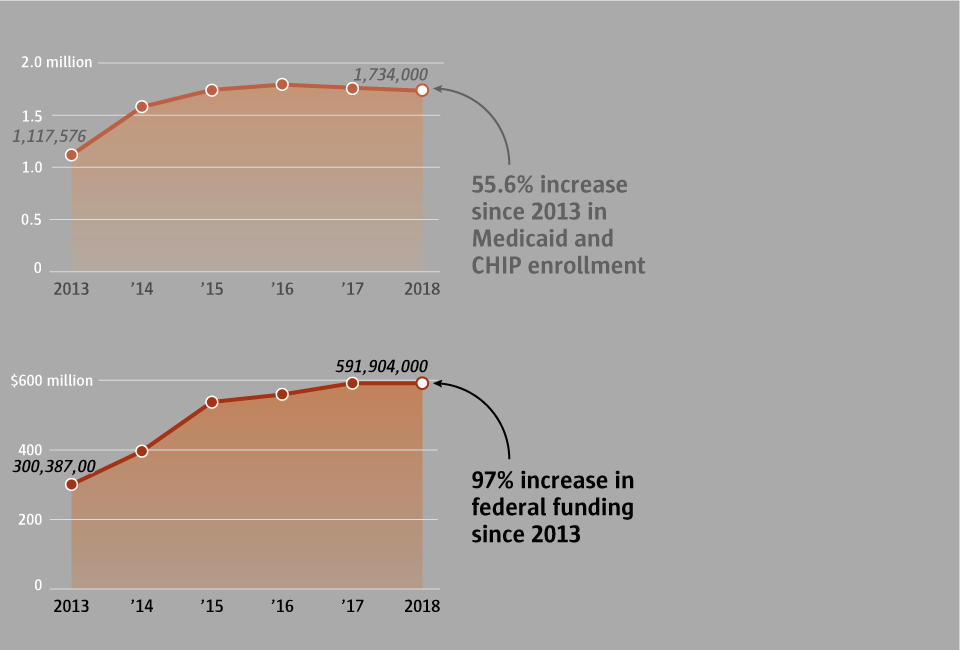 2.0 million
1,734,000
1.5
1,117,576
1.0
0.5
0
2013 ’14 ’15 ’16 ’17 2018
55.6% increase
since 2013 in
Medicaid and
CHIP enrollment
591,904,000
$600 million
400
300,387,00
200
0
2013 ’14 ’15 ’16 ’17 2018
97% increase in
federal funding
since 2013